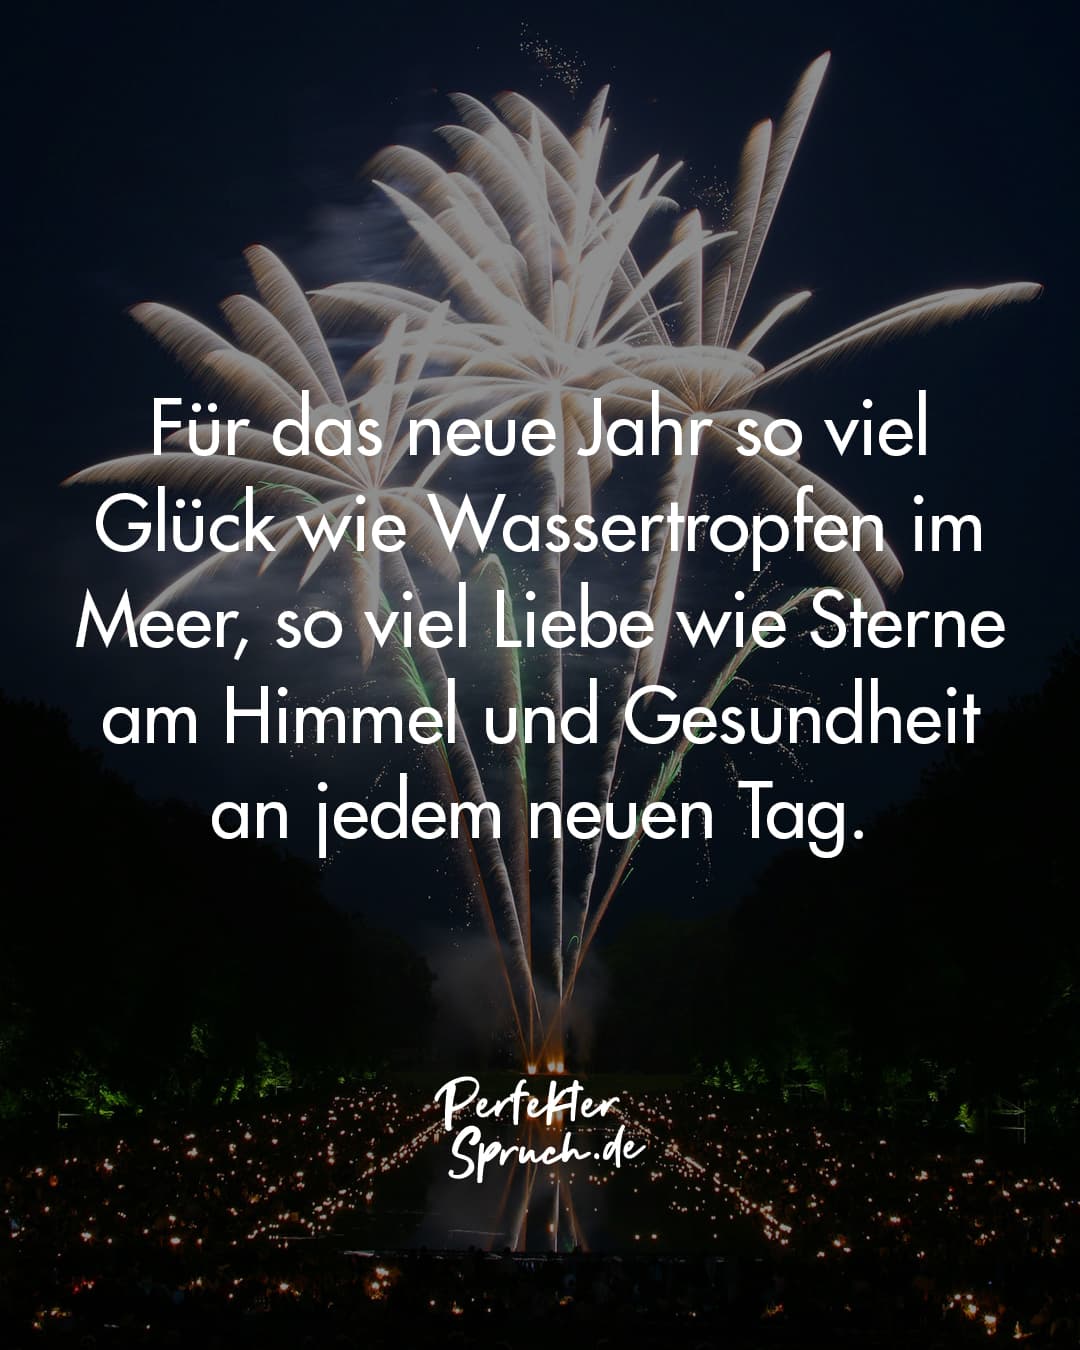 Für das neue Jahr so viel
Glück wie Wassertropfen im
Meer, so viel Liebe wie Sterne
am Himmel und Gesundheit
an jedem neuen Tag.
Perfekter
Spruch.de